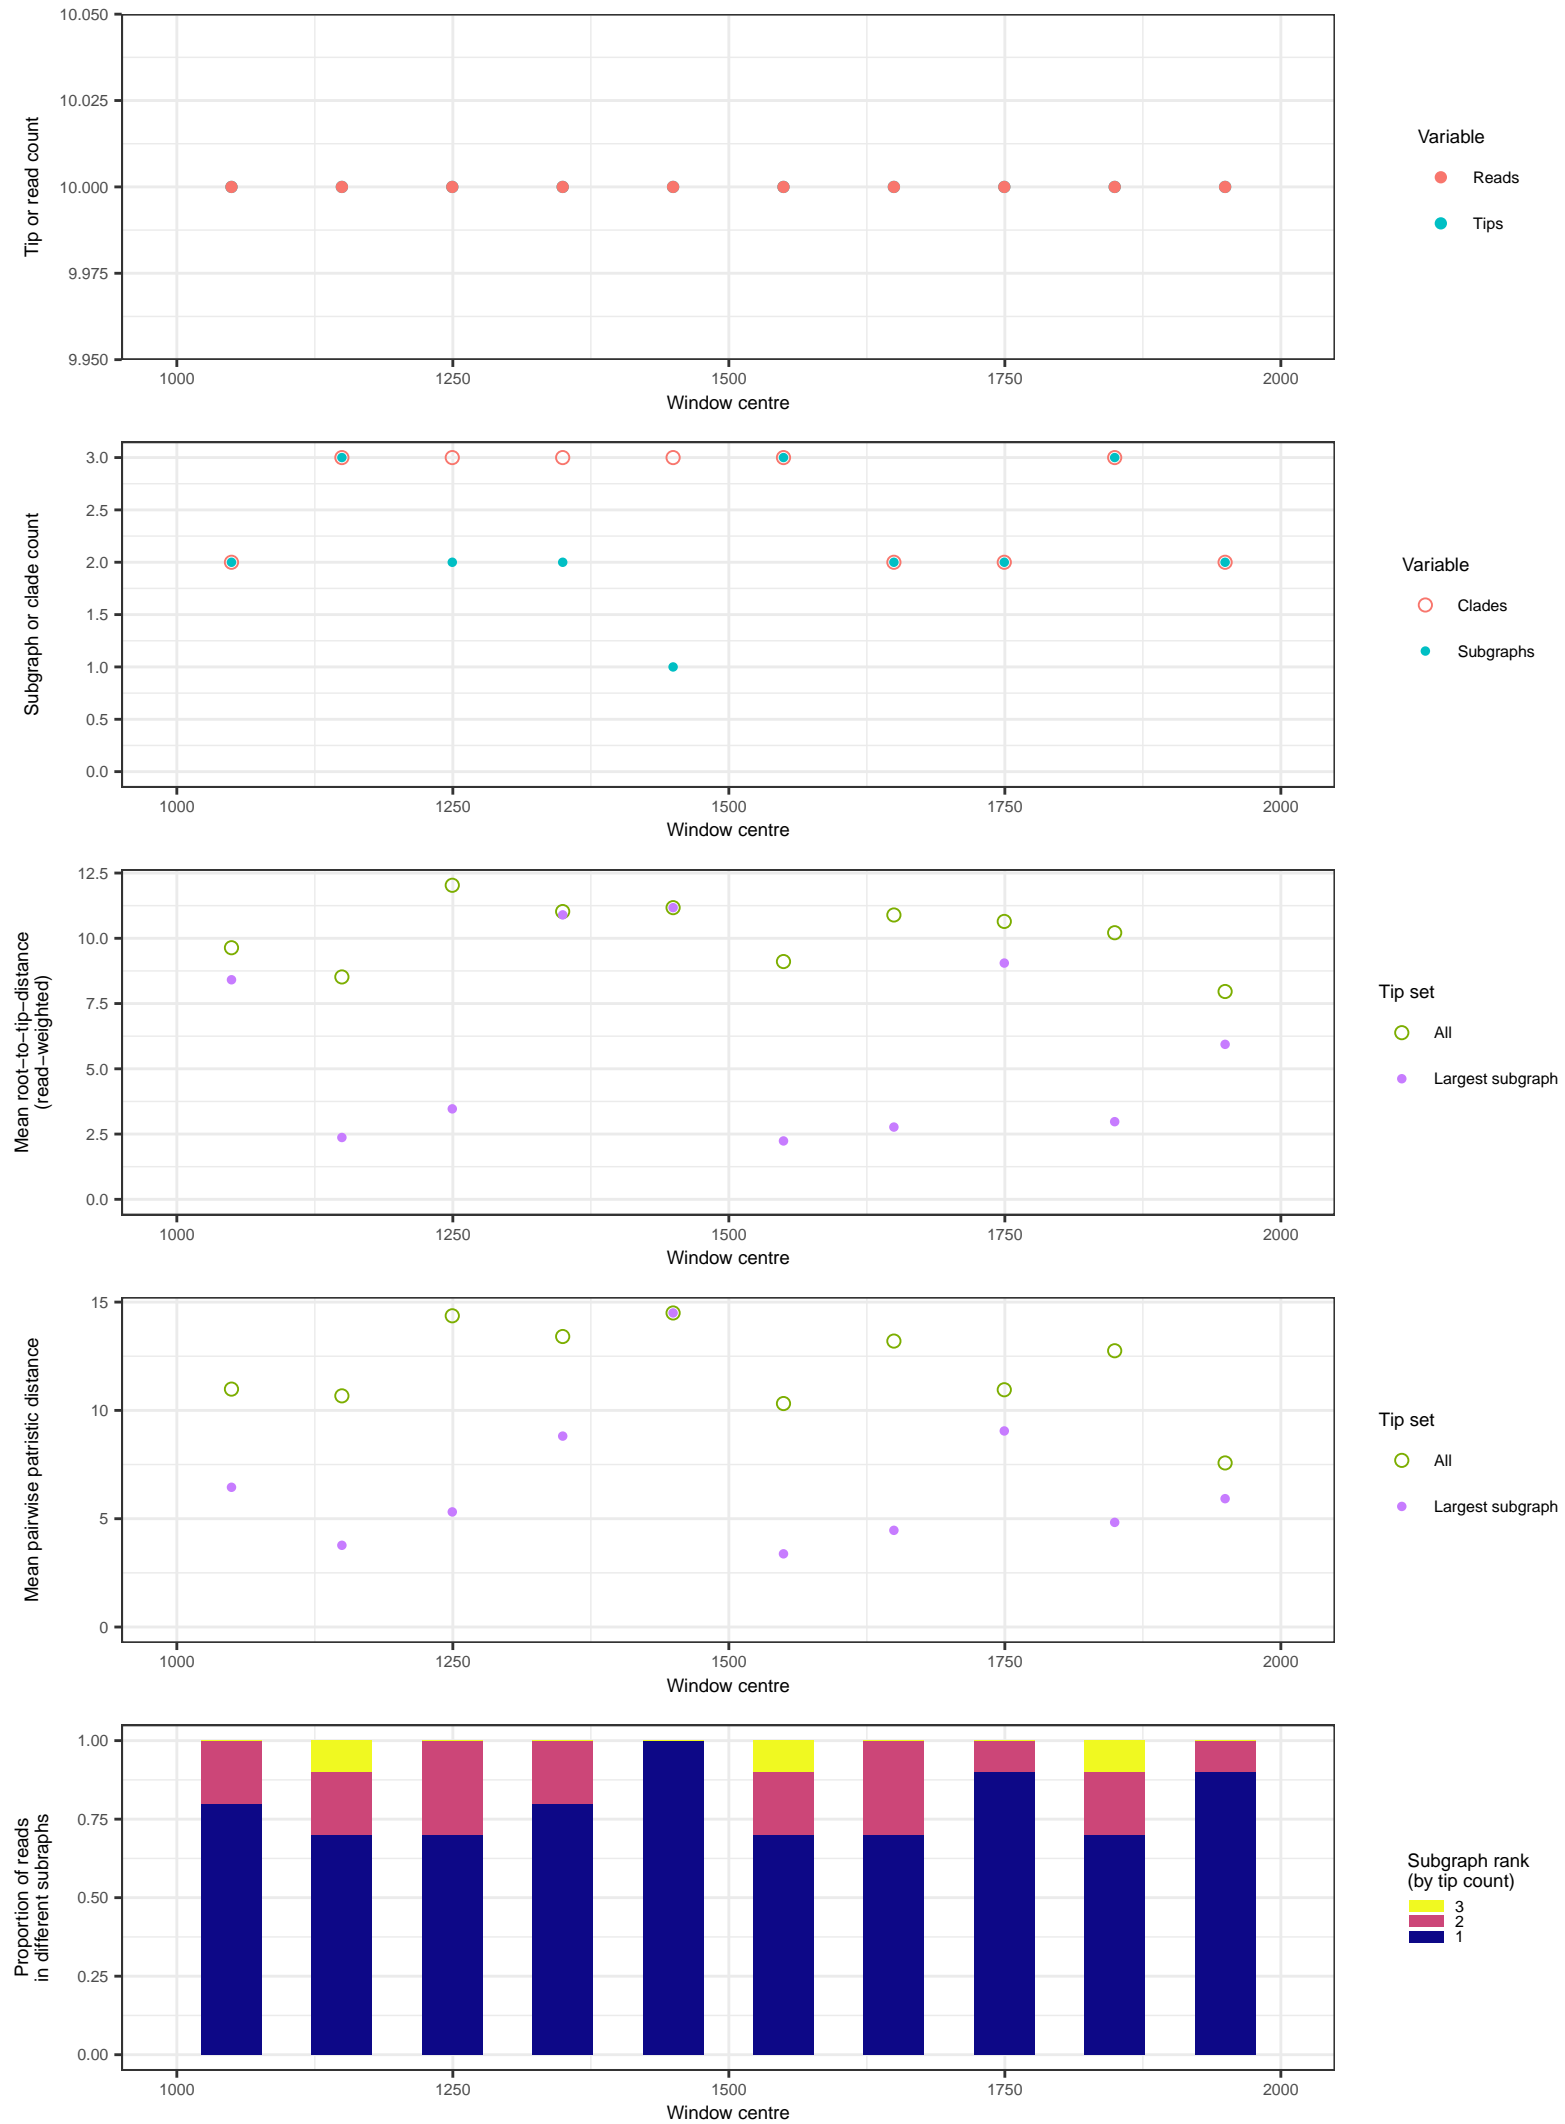 10.050
10.025
10.000
9.975
9.950
Tip or read count
1000 1250 1500 1750 2000
Window centre
Variable
Reads
Tips
3.0
2.5
2.0
1.5
1.0
0.5
0.0
Subgraph or clade count
1000 1250 1500 1750 2000
Window centre
Variable
Clades
Subgraphs
12.5
10.0
7.5
5.0
2.5
0.0
Mean root−to−tip−distance
(read−weighted)
1000 1250 1500 1750 2000
Window centre
Tip set
All
Largest subgraph
15
10
5
0
Mean pairwise patristic distance
1000 1250 1500 1750 2000
Window centre
Tip set
All
Largest subgraph
1.00
0.75
0.50
0.25
0.00
Proportion of reads
in different subraphs
1000 1250 1500 1750 2000
Window centre
Subgraph rank
(by tip count)
3
2
1